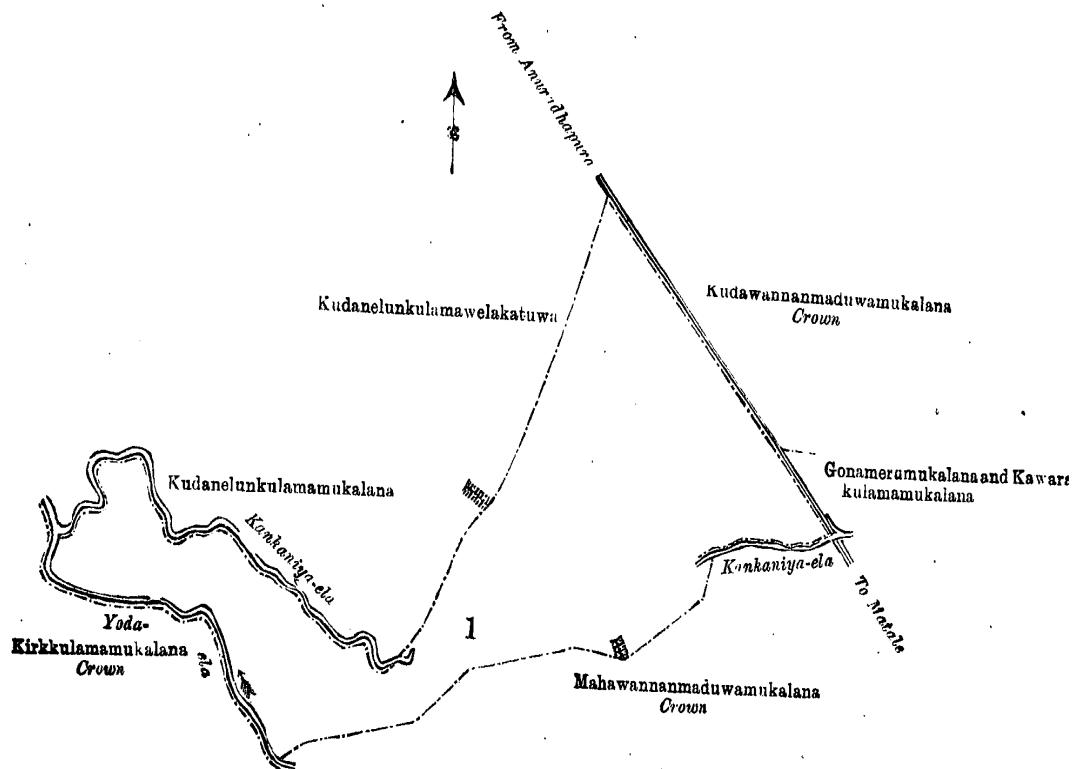 From Anuradhapura
Kudanelunkulamawelakatuwa
Kudawannanmaduwamukalana
Crown
Kudanelunkulamamukalana
Gonamerumukalana and Kawara
kulamamukalana
Kankaniya-ela
Kankaniya-ela
To Matale
1
Yoda-
ela
Kirkkulamamukalana
Crown
Mahawannanmaduwamukalana
Crown